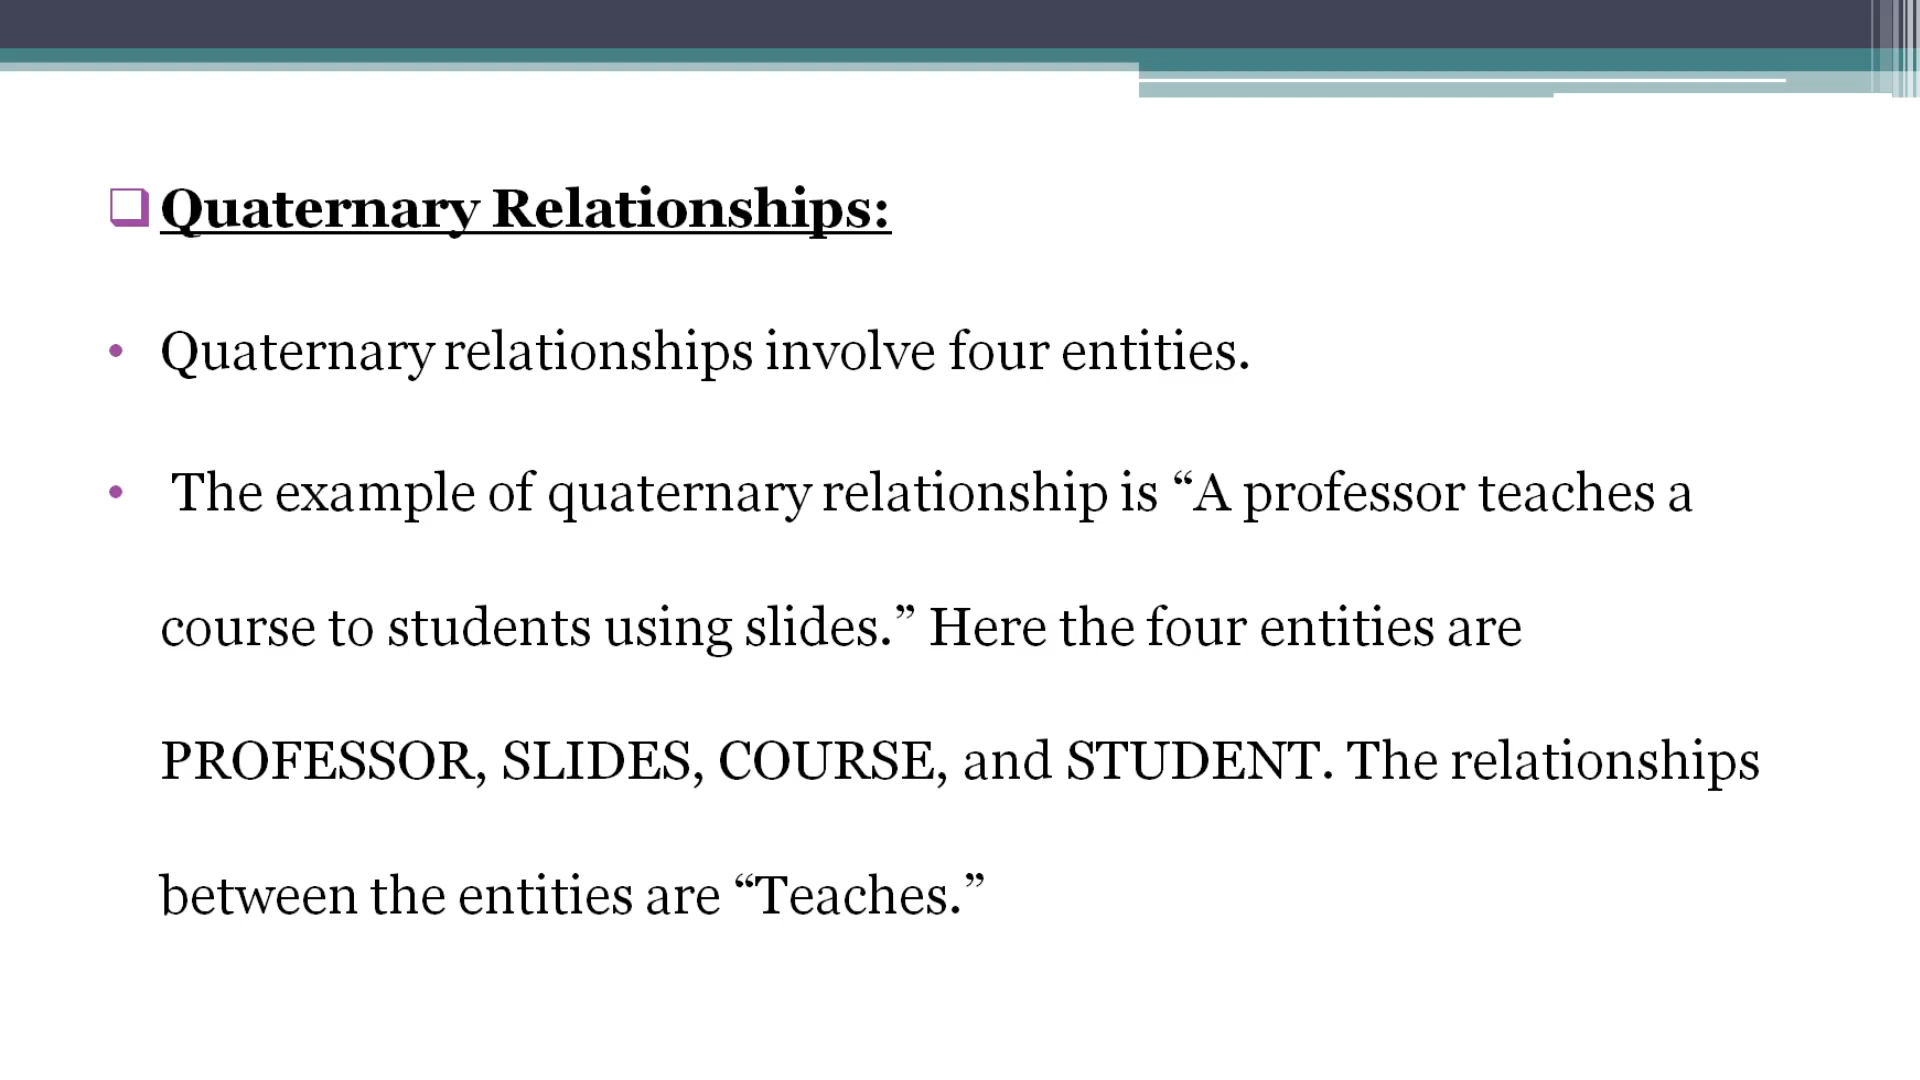 Quaternary Relationships:
• Quaternary relationships involve four entities.
• The example of quaternary relationship is “A professor teaches a
course to students using slides.” Here the four entities are
PROFESSOR, SLIDES, COURSE, and STUDENT. The relationships
between the entities are “Teaches.”